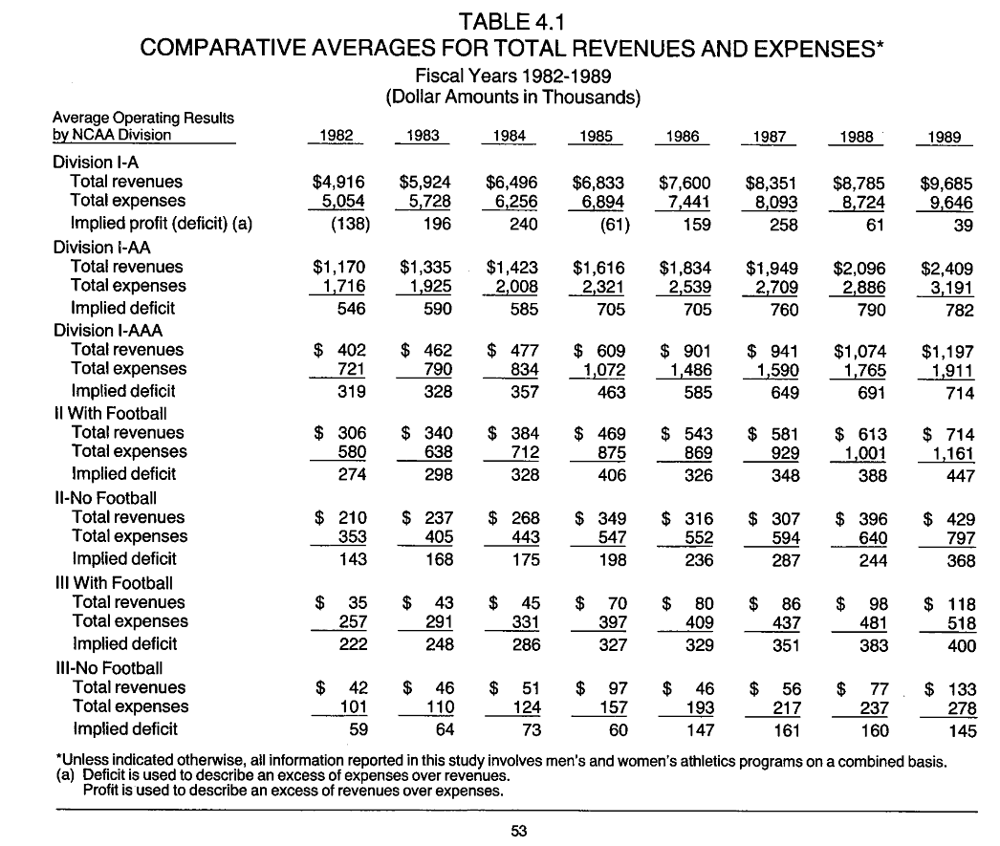 TABLE 4.1
COMPARATIVE AVERAGES FOR TOTAL REVENUES AND EXPENSES*
Fiscal Years 1982-1989
(Dollar Amounts in Thousands)
Average Operating Results
by NCAA Division 1982 1983 1984 1985 1986 1987 1988 1989
Division I-A
Total revenues $4,916 $5,924 $6,496 $6,833 $7,600 $8,351 $8,785 $9,685
Total expenses 5,054 5,728 6,256 6,894 7,441 8,093 8,724 9,646
Implied profit (deficit) (a) (138) 196 240 (61) 159 258 61 39
Division I-AA
Total revenues $1,170 $1,335 $1,423 $1,616 $1,834 $1,949 $2,096 $2,409
Total expenses 1,716 1,925 2,008 2,321 2,539 2,709 2,886 3,191
Implied deficit 546 590 585 705 705 760 790 782
Division I-AAA
Total revenues $ 402 $ 462 $ 477 $ 609 $ 901 $ 941 $1,074 $1,197
Total expenses 721 790 834 1,072 1,486 1,590 1,765 1,911
Implied deficit 319 328 357 463 585 649 691 714
II With Football
Total revenues $ 306 $ 340 $ 384 $ 469 $ 543 $ 581 $ 613 $ 714
Total expenses 580 638 712 875 869 929 1,001 1,161
Implied deficit 274 298 328 406 326 348 388 447
II-No Football
Total revenues $ 210 $ 237 $ 268 $ 349 $ 316 $ 307 $ 396 $ 429
Total expenses 353 405 443 547 552 594 640 797
Implied deficit 143 168 175 198 236 287 244 368
III With Football
Total revenues $ 35 $ 43 $ 45 $ 70 $ 80 $ 86 $ 98 $ 118
Total expenses 257 291 331 397 409 437 481 518
Implied deficit 222 248 286 327 329 351 383 400
III-No Football
Total revenues $ 42 $ 46 $ 51 $ 97 $ 46 $ 56 $ 77 $ 133
Total expenses 101 110 124 157 193 217 237 278
Implied deficit 59 64 73 60 147 161 160 145
*Unless indicated otherwise, all information reported in this study involves men's and women's athletics programs on a combined basis.
(a) Deficit is used to describe an excess of expenses over revenues.
Profit is used to describe an excess of revenues over expenses.
53